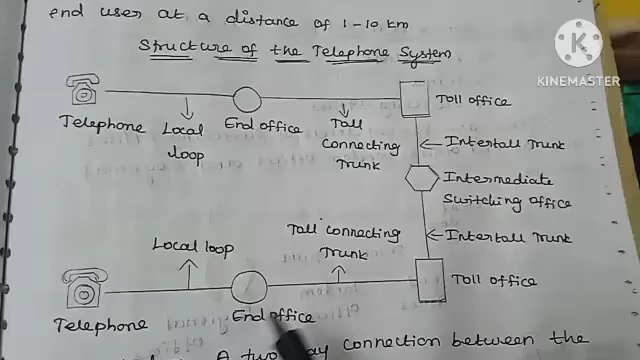 end user at a distance of 1-10 km
Structure of the Telephone System
KINEMASTER
Toll office
Telephone
Local
loop
End office
Toll
connecting
Trunk
Intertoll Trunk
Intermediate
Switching office
Intertoll Trunk
Local loop
Toll connecting
Trunk
Toll office
Telephone
End office
A two way connection between the